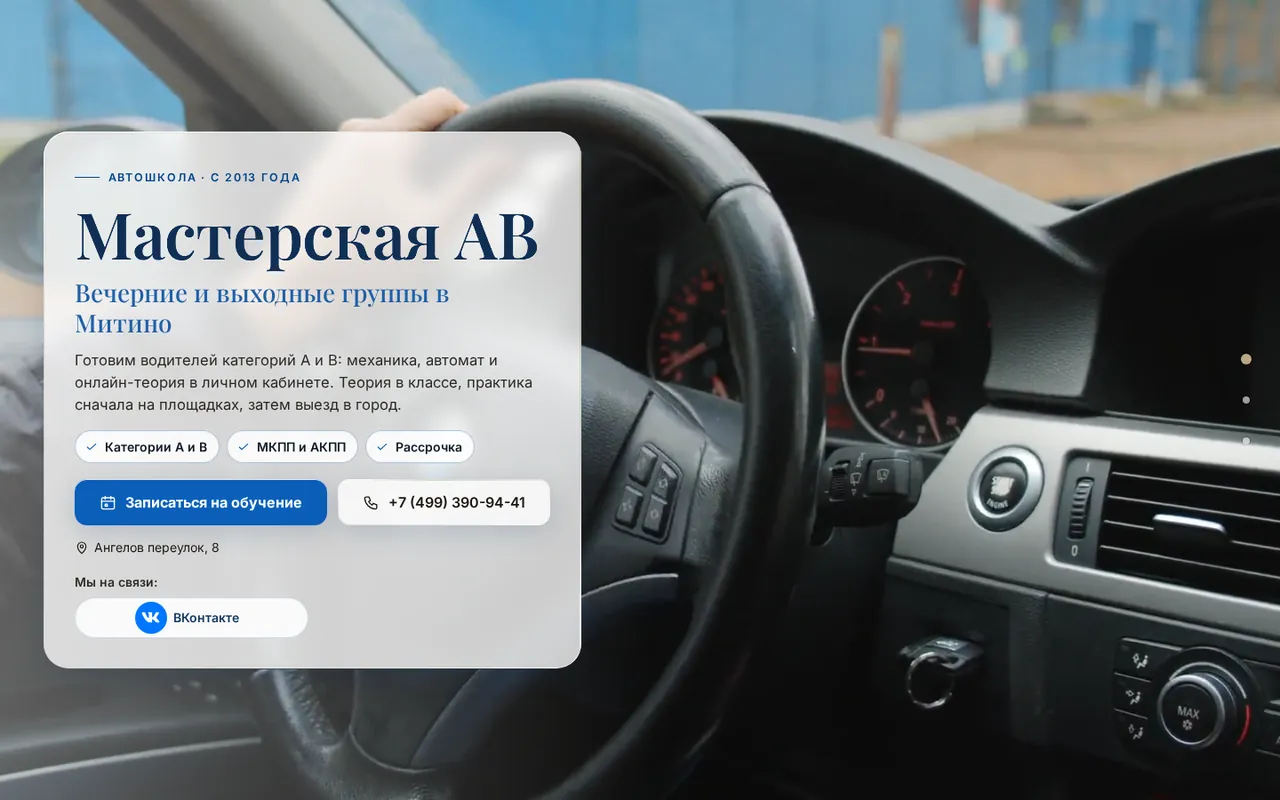 АВТОШКОЛА · С 2013 ГОДА
Мастерская АВ
Вечерние и выходные группы в
Митино
Готовим водителей категорий А и В: механика, автомат и
онлайн-теория в личном кабинете. Теория в классе, практика
сначала на площадках, затем выезд в город.
Категории А и В
МКПП и АКПП
Рассрочка
Записаться на обучение
+7 (499) 390-94-41
Ангелов переулок, 8
Мы на связи:
ВКонтакте
ENGINE
0
MAX